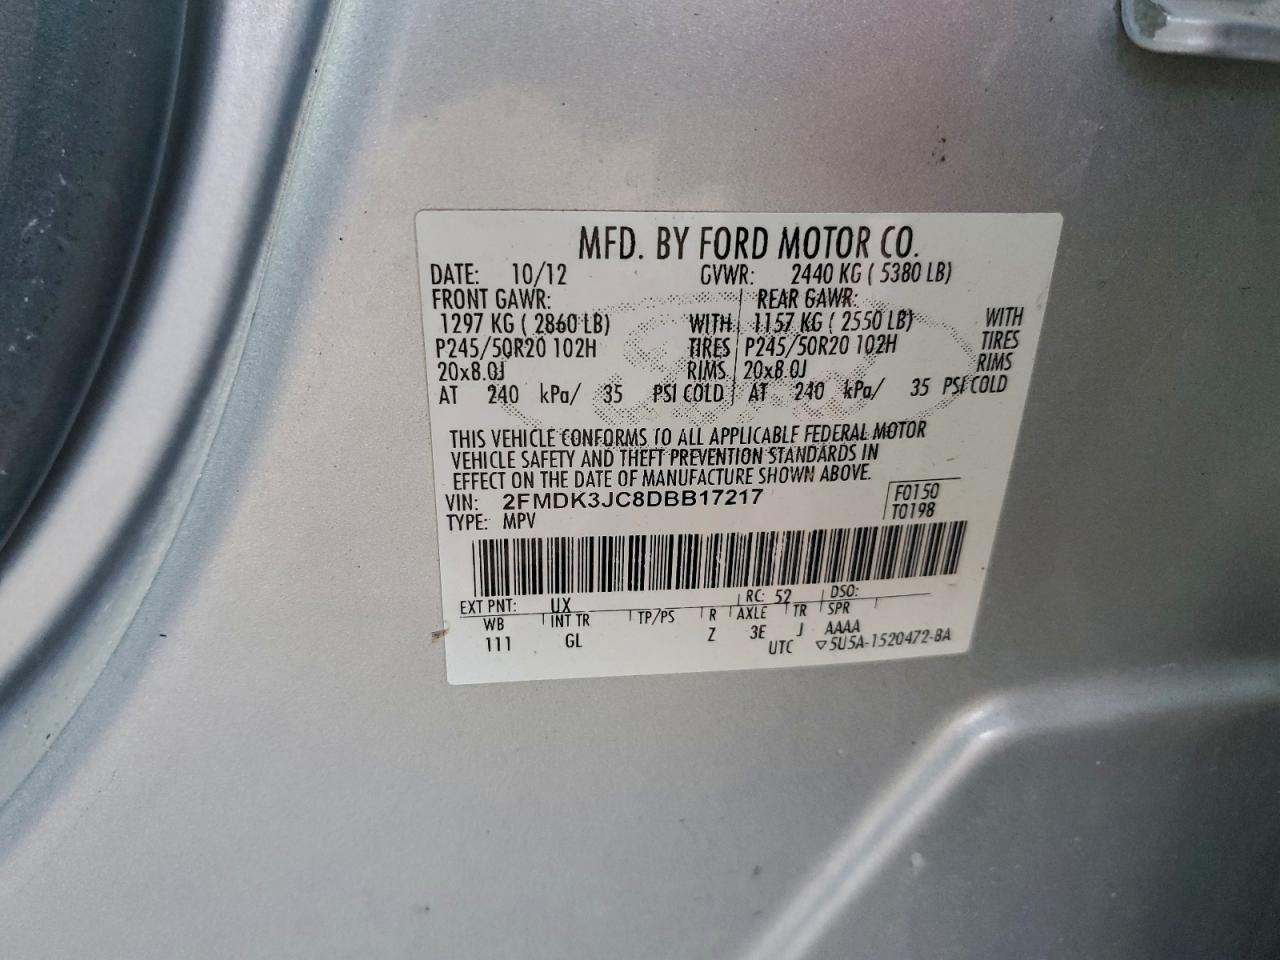 MFD. BY FORD MOTOR CO.
DATE: 10/12 GVWR: 2440 KG ( 5380 LB)
FRONT GAWR: REAR GAWR:
1297 KG ( 2860 LB) WITH 1157 KG ( 2550 LB) WITH
P245/50R20 102H TIRES P245/50R20 102H TIRES
20x8.0J RIMS 20x8.0J RIMS
AT 240 kPa/ 35 PSI COLD AT 240 kPa/ 35 PSI COLD
THIS VEHICLE CONFORMS TO ALL APPLICABLE FEDERAL MOTOR
VEHICLE SAFETY AND THEFT PREVENTION STANDARDS IN
EFFECT ON THE DATE OF MANUFACTURE SHOWN ABOVE.
VIN: 2FMDK3JC8DBB17217 F0150
TYPE: MPV T0198
EXT PNT: UX RC: 52 DSO:
WB INT TR TP/PS R AXLE TR SPR
111 GL Z 3E J AAAA
UTC ▽5U5A-1520472-BA